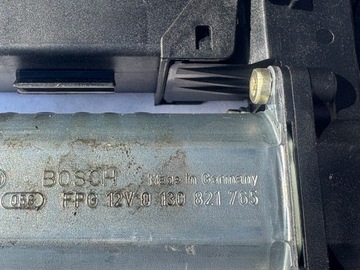 BOSCH Made in Germany
FPG 12V 0 130 821 765